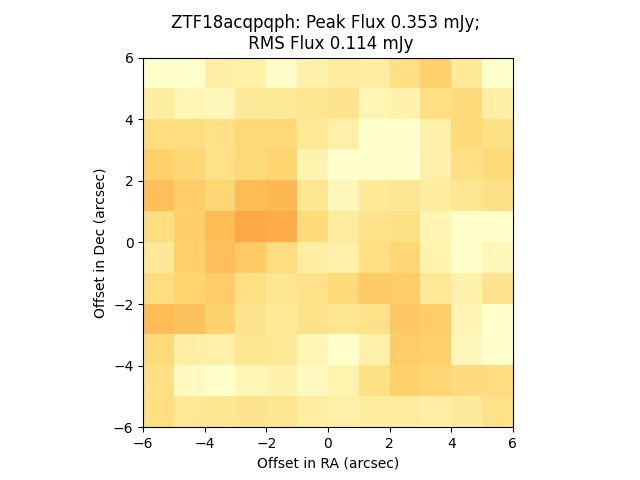 ZTF18acqpqph: Peak Flux 0.353 mJy;
RMS Flux 0.114 mJy
6
4
2
0
−2
−4
−6
Offset in Dec (arcsec)
−6 −4 −2 0 2 4 6
Offset in RA (arcsec)